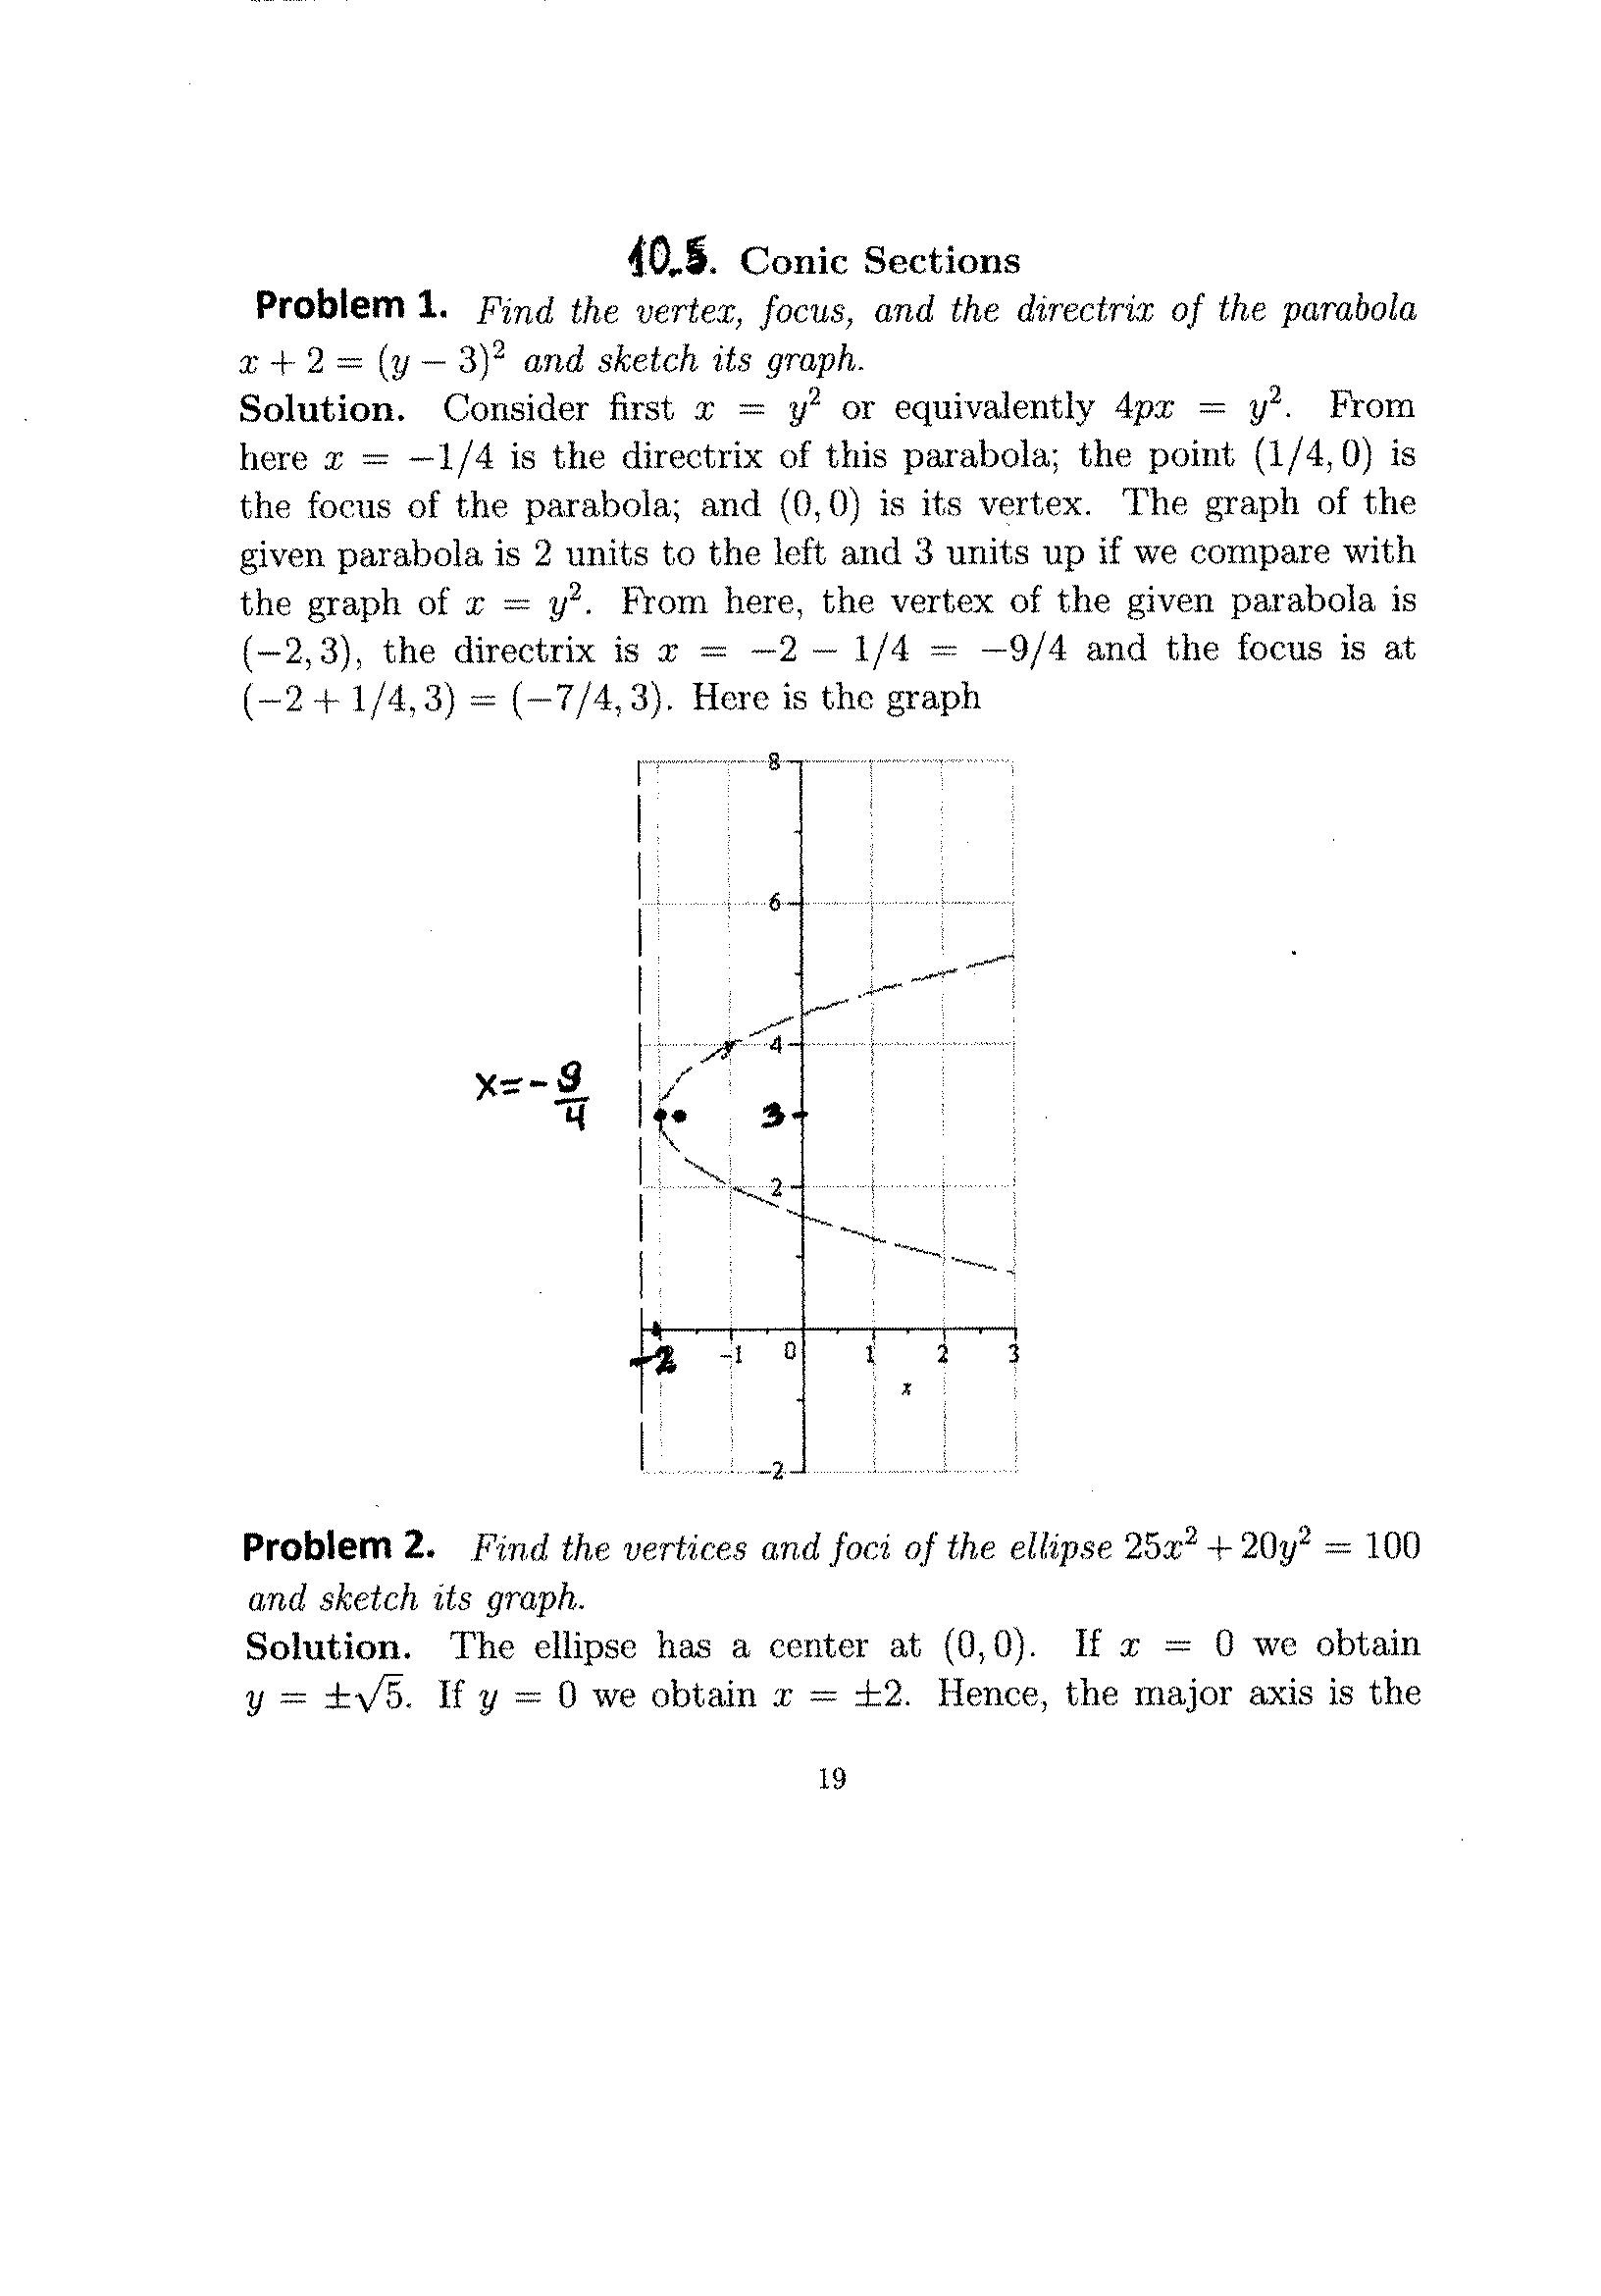 10.5. Conic Sections
Problem 1. Find the vertex, focus, and the directrix of the parabola
x + 2 = (y − 3)² and sketch its graph.
Solution. Consider first x = y² or equivalently 4px = y². From
here x = −1/4 is the directrix of this parabola; the point (1/4, 0) is
the focus of the parabola; and (0, 0) is its vertex. The graph of the
given parabola is 2 units to the left and 3 units up if we compare with
the graph of x = y². From here, the vertex of the given parabola is
(−2, 3), the directrix is x = −2 − 1/4 = −9/4 and the focus is at
(−2 + 1/4, 3) = (−7/4, 3). Here is the graph
8
6
y
4
x=-9/4
3
2
-2 -1 0 1 2 3
x
-2
Problem 2. Find the vertices and foci of the ellipse 25x² + 20y² = 100
and sketch its graph.
Solution. The ellipse has a center at (0, 0). If x = 0 we obtain
y = ±√5. If y = 0 we obtain x = ±2. Hence, the major axis is the
19